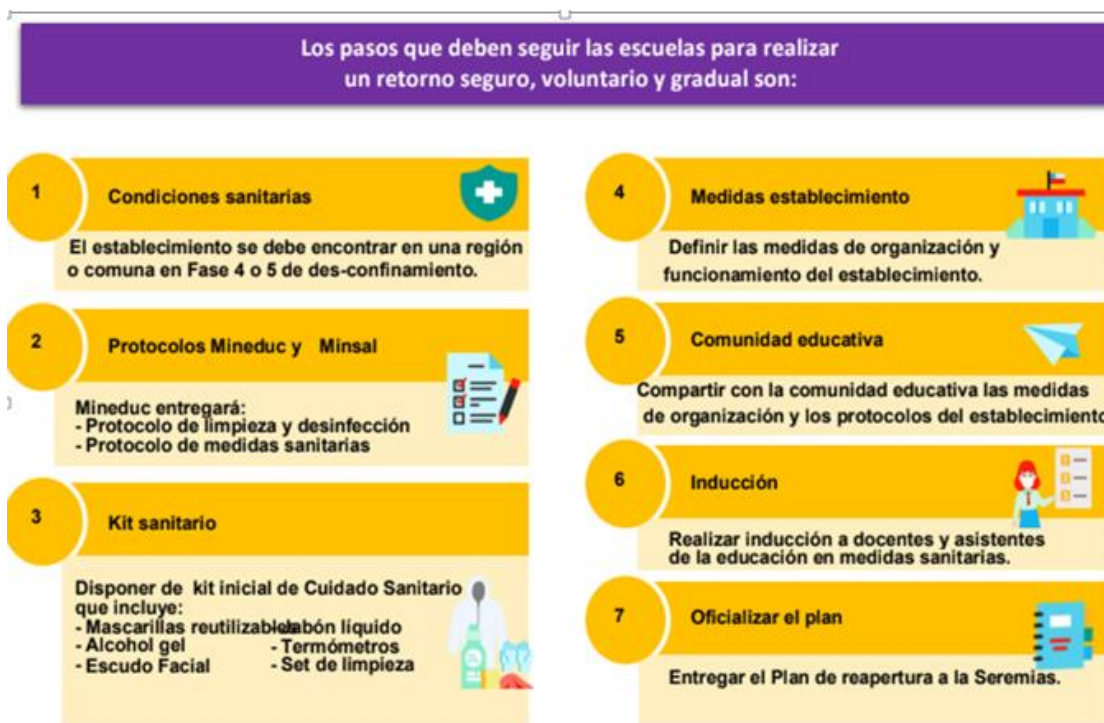 Los pasos que deben seguir las escuelas para realizar
un retorno seguro, voluntario y gradual son:
1
Condiciones sanitarias
El establecimiento se debe encontrar en una región
o comuna en Fase 4 o 5 de des-confinamiento.
2
Protocolos Mineduc y Minsal
Mineduc entregará:
- Protocolo de limpieza y desinfección
- Protocolo de medidas sanitarias
3
Kit sanitario
Disponer de kit inicial de Cuidado Sanitario
que incluye:
- Mascarillas reutilizables
- Alcohol gel
- Escudo Facial
- Jabón líquido
- Termómetros
- Set de limpieza
4
Medidas establecimiento
Definir las medidas de organización y
funcionamiento del establecimiento.
5
Comunidad educativa
Compartir con la comunidad educativa las medidas
de organización y los protocolos del establecimiento
6
Inducción
Realizar inducción a docentes y asistentes
de la educación en medidas sanitarias.
7
Oficializar el plan
Entregar el Plan de reapertura a la Seremias.